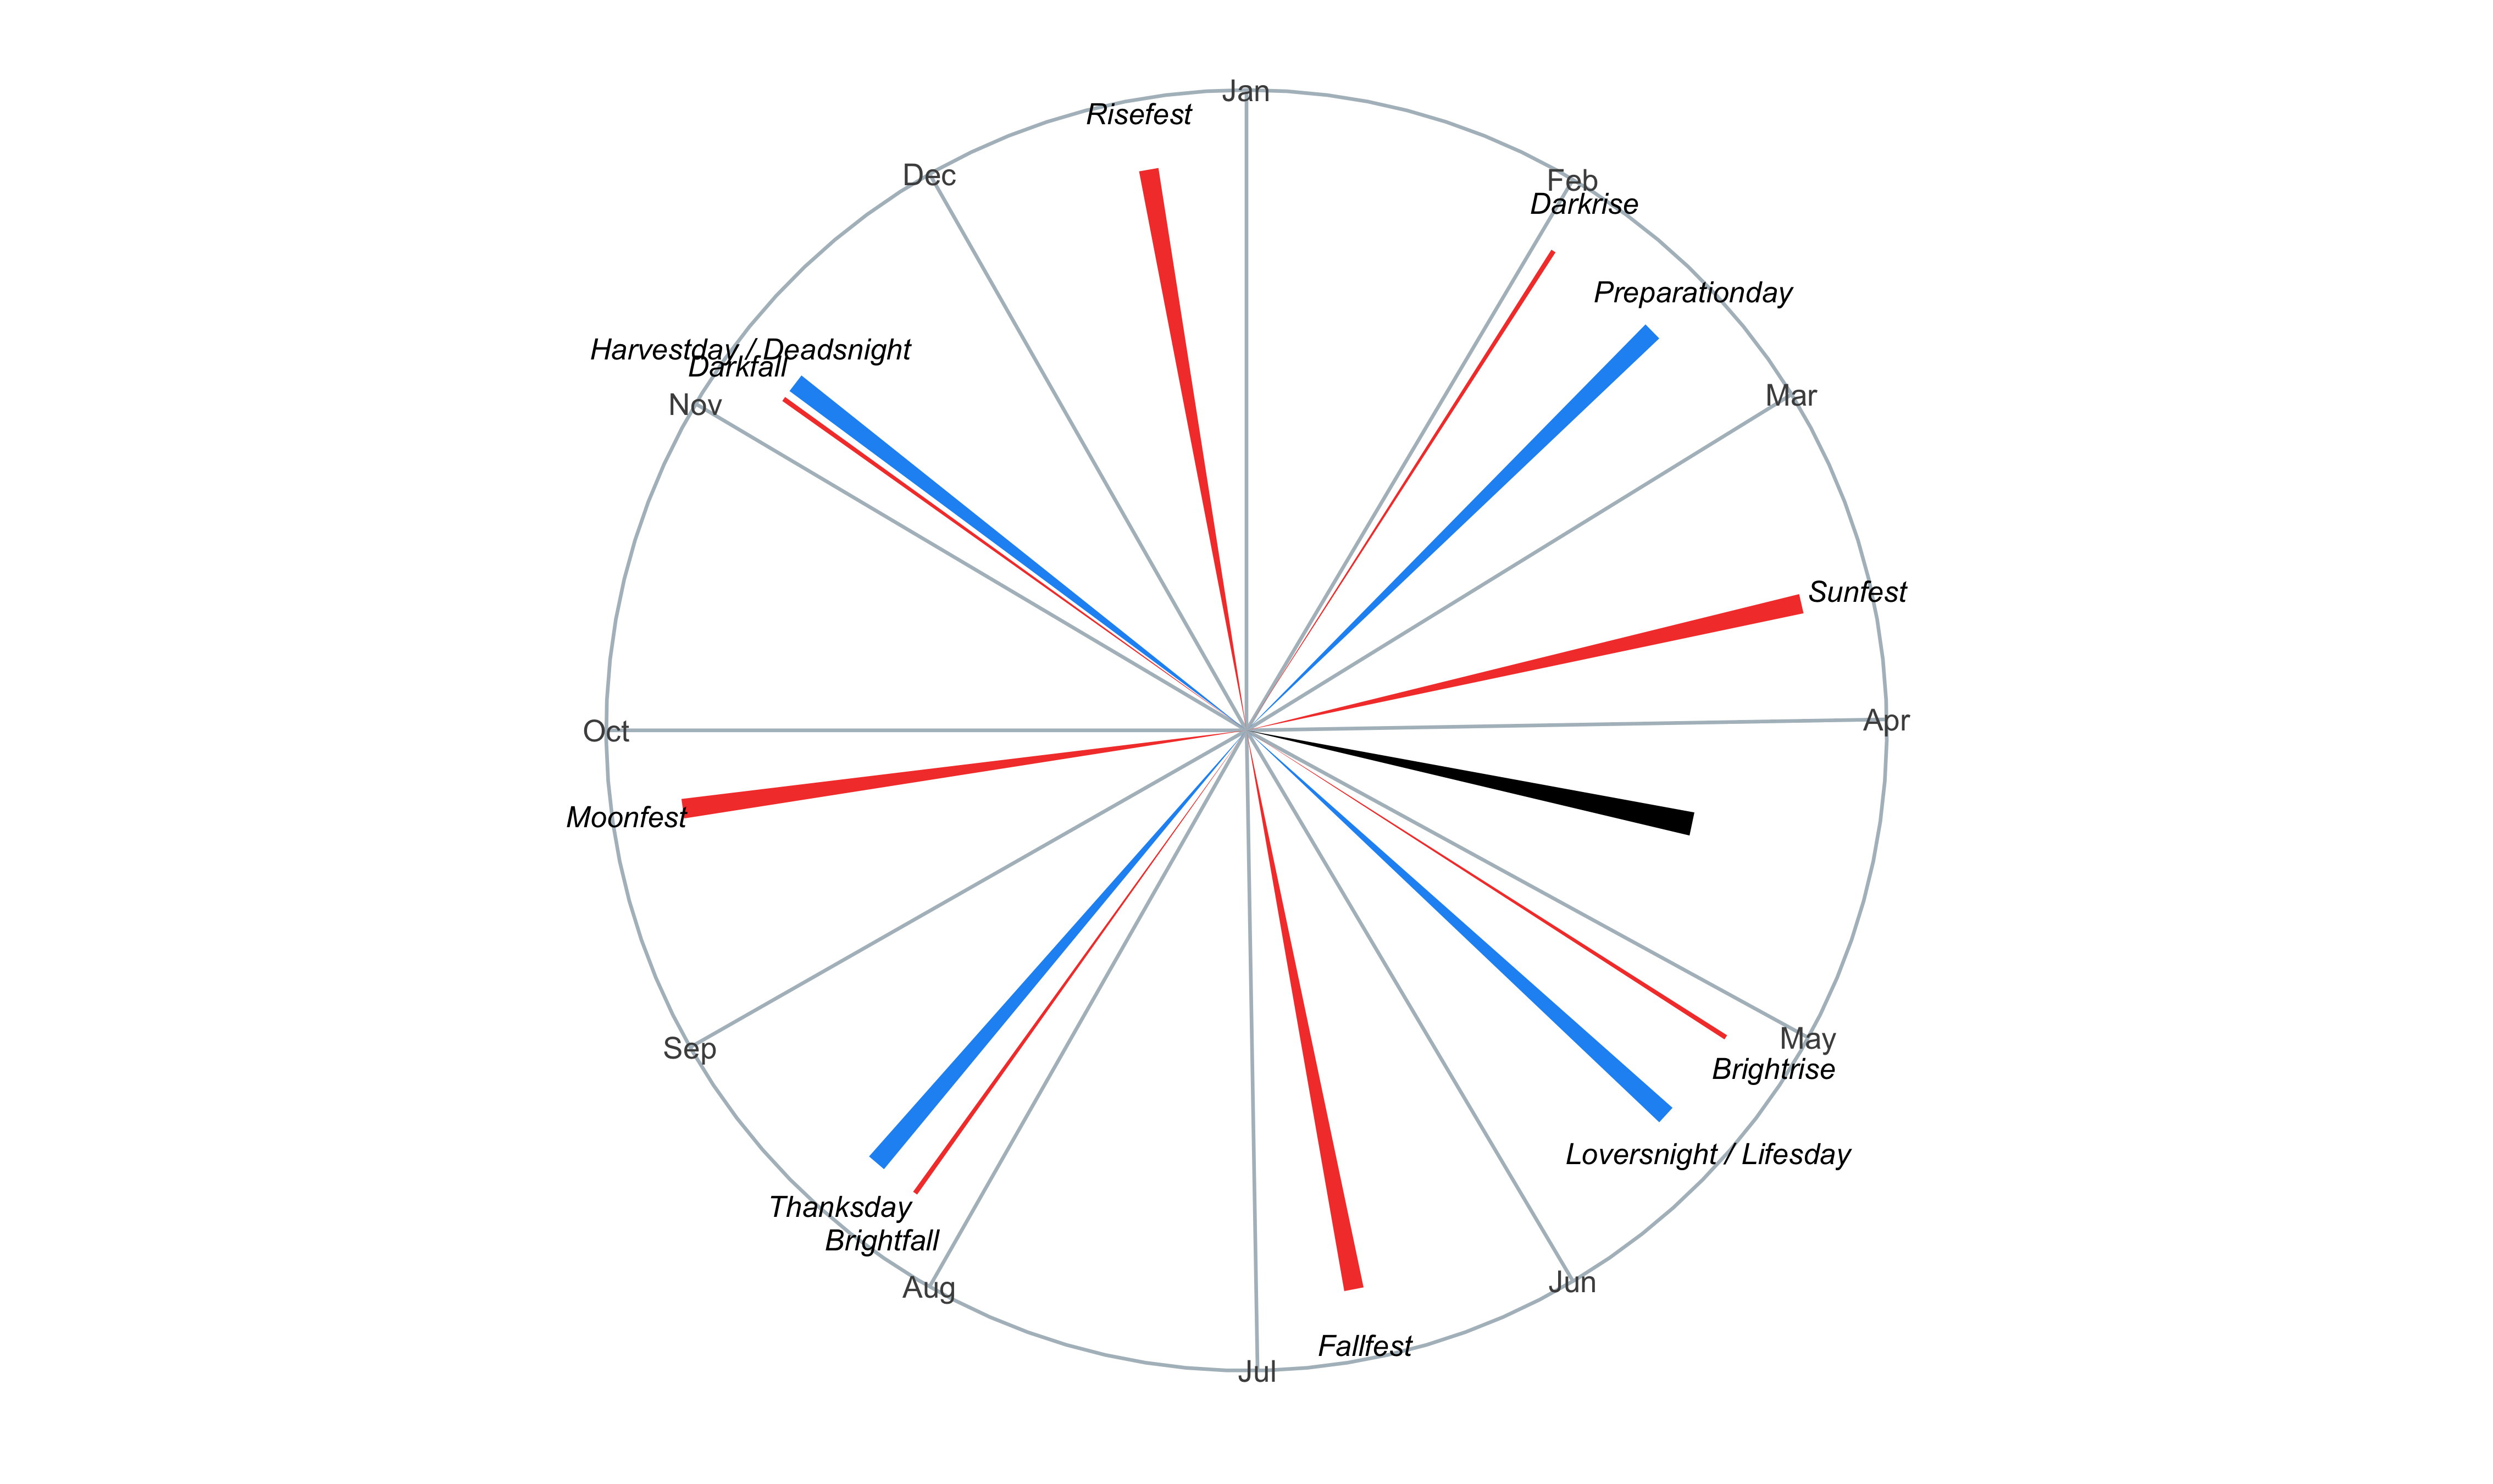 Jan
Risefest
Dec
Feb
Darkrise
Preparationday
Harvestday / Deadsnight
Darkfall
Nov
Mar
Sunfest
Oct
Apr
Moonfest
Sep
May
Brightrise
Loversnight / Lifesday
Thanksday
Brightfall
Aug
Jun
Fallfest
Jul